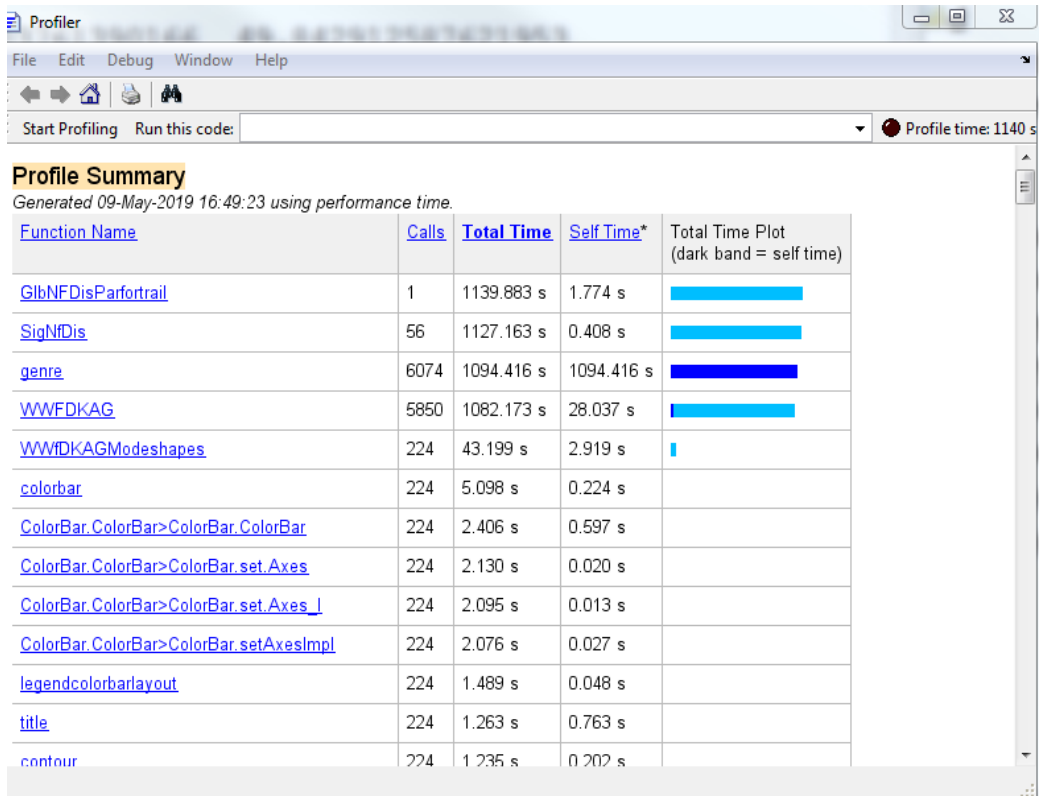 Profiler
File Edit Debug Window Help
Start Profiling Run this code: Profile time: 1140 s
Profile Summary
Generated 09-May-2019 16:49:23 using performance time.
Function Name Calls Total Time Self Time* Total Time Plot
(dark band = self time)
GlbNFDisParfortrail 1 1139.883 s 1.774 s
SigNfDis 56 1127.163 s 0.408 s
genre 6074 1094.416 s 1094.416 s
WWFDKAG 5850 1082.173 s 28.037 s
WWfDKAGModeshapes 224 43.199 s 2.919 s
colorbar 224 5.098 s 0.224 s
ColorBar.ColorBar>ColorBar.ColorBar 224 2.406 s 0.597 s
ColorBar.ColorBar>ColorBar.set.Axes 224 2.130 s 0.020 s
ColorBar.ColorBar>ColorBar.set.Axes_I 224 2.095 s 0.013 s
ColorBar.ColorBar>ColorBar.setAxesImpl 224 2.076 s 0.027 s
legendcolorbarlayout 224 1.489 s 0.048 s
title 224 1.263 s 0.763 s
contour 224 1.235 s 0.202 s